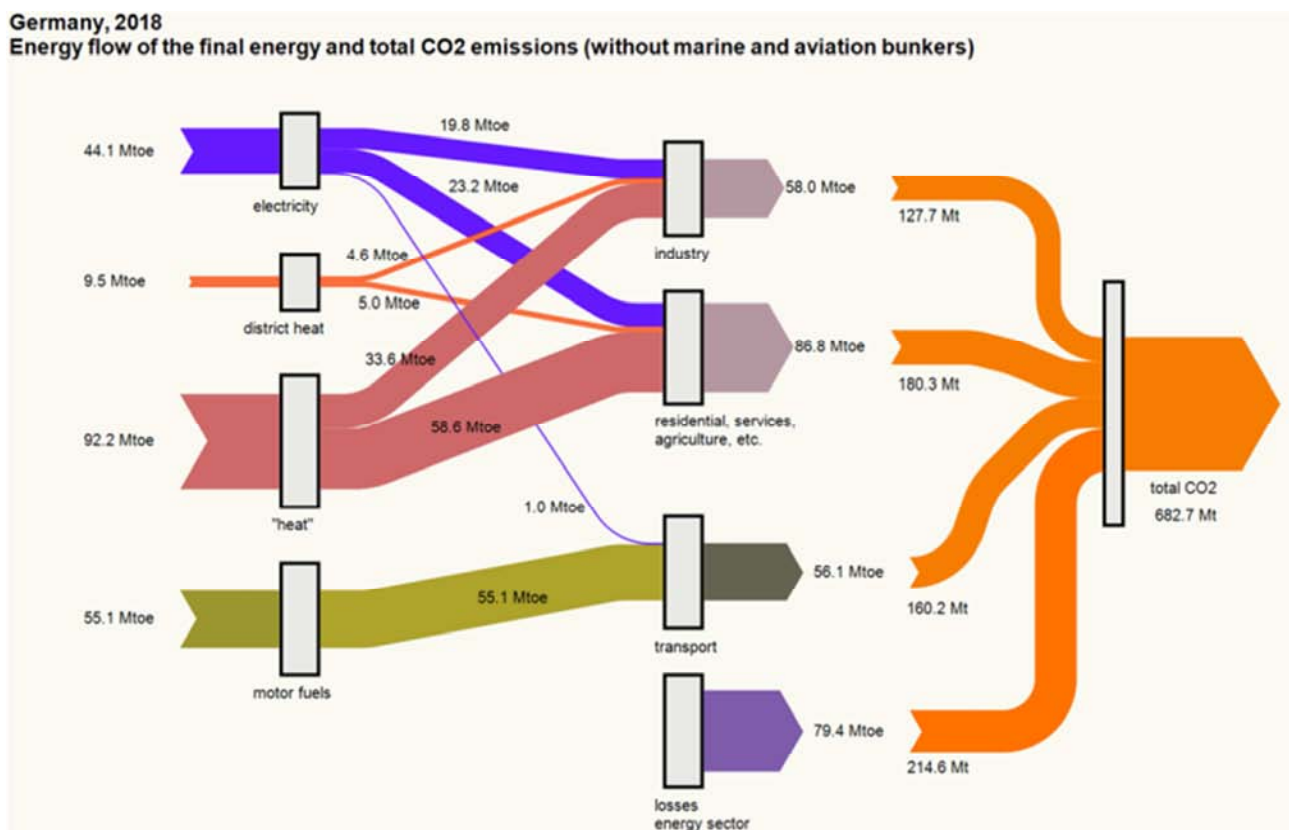 Germany, 2018
Energy flow of the final energy and total CO2 emissions (without marine and aviation bunkers)
44.1 Mtoe
electricity
19.8 Mtoe
23.2 Mtoe
9.5 Mtoe
district heat
4.6 Mtoe
5.0 Mtoe
92.2 Mtoe
"heat"
33.6 Mtoe
58.6 Mtoe
1.0 Mtoe
55.1 Mtoe
motor fuels
55.1 Mtoe
industry
58.0 Mtoe
127.7 Mt
residential, services,
agriculture, etc.
86.8 Mtoe
180.3 Mt
transport
56.1 Mtoe
160.2 Mt
losses
energy sector
79.4 Mtoe
214.6 Mt
total CO2
682.7 Mt